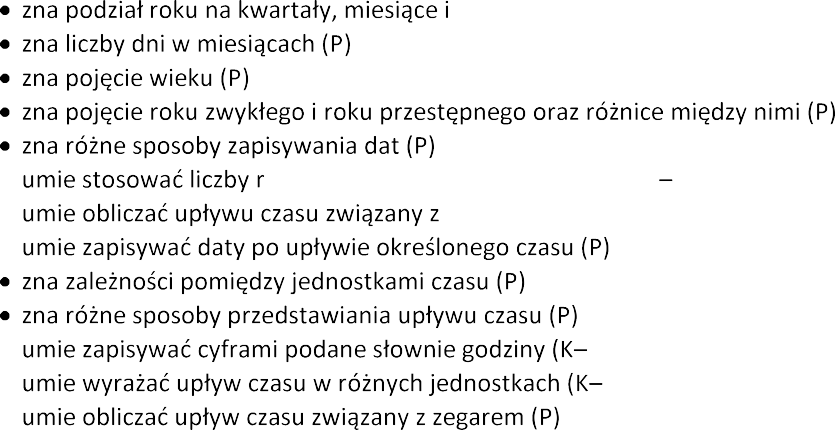 • zna podział roku na kwartały, miesiące i
• zna liczby dni w miesiącach (P)
• zna pojęcie wieku (P)
• zna pojęcie roku zwykłego i roku przestępnego oraz różnice między nimi (P)
• zna różne sposoby zapisywania dat (P)
umie stosować liczby r –
umie obliczać upływu czasu związany z
umie zapisywać daty po upływie określonego czasu (P)
• zna zależności pomiędzy jednostkami czasu (P)
• zna różne sposoby przedstawiania upływu czasu (P)
umie zapisywać cyframi podane słownie godziny (K–
umie wyrażać upływ czasu w różnych jednostkach (K–
umie obliczać upływ czasu związany z zegarem (P)